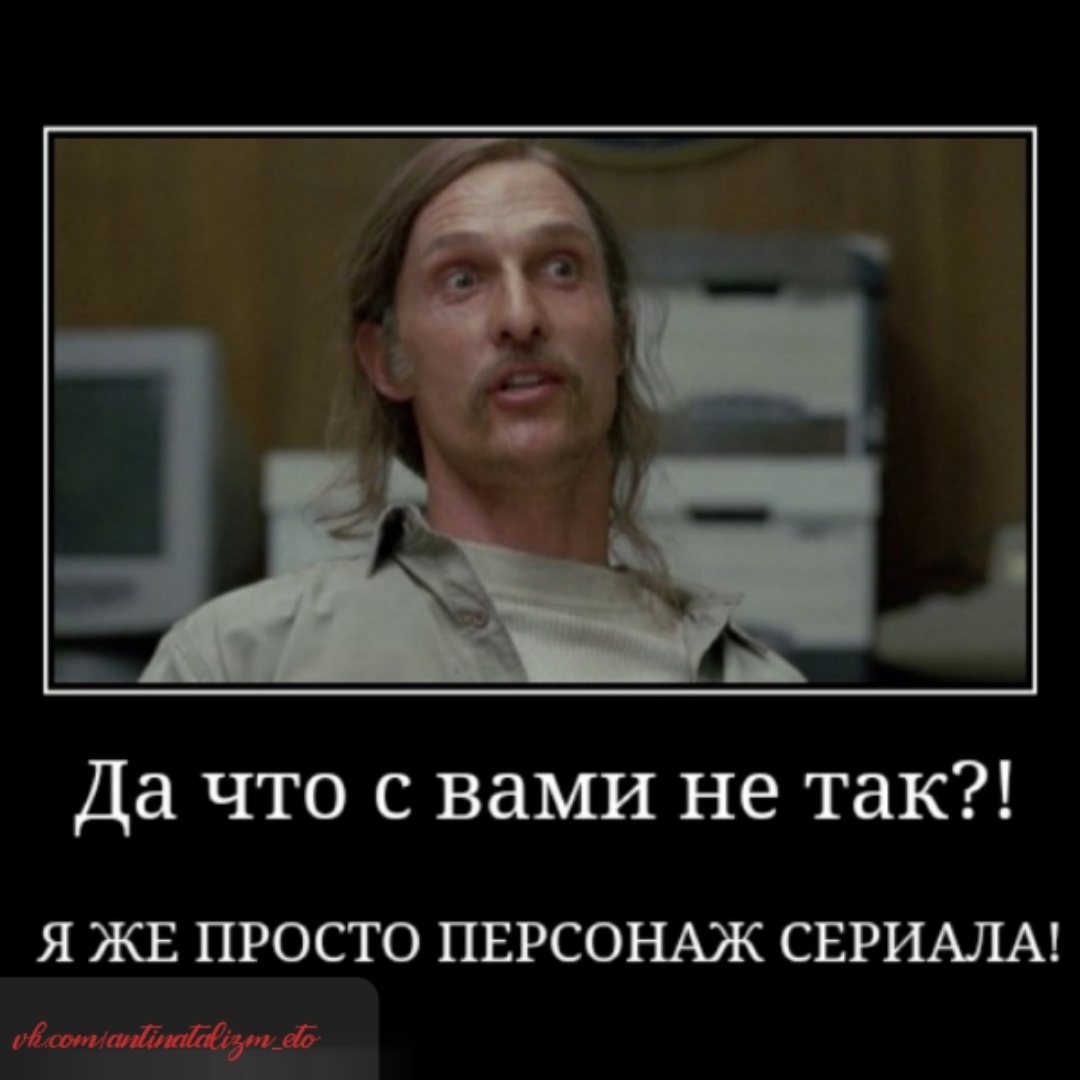 Да что с вами не так?!
Я ЖЕ ПРОСТО ПЕРСОНАЖ СЕРИАЛА!
vk.com/antinatalizm_eto